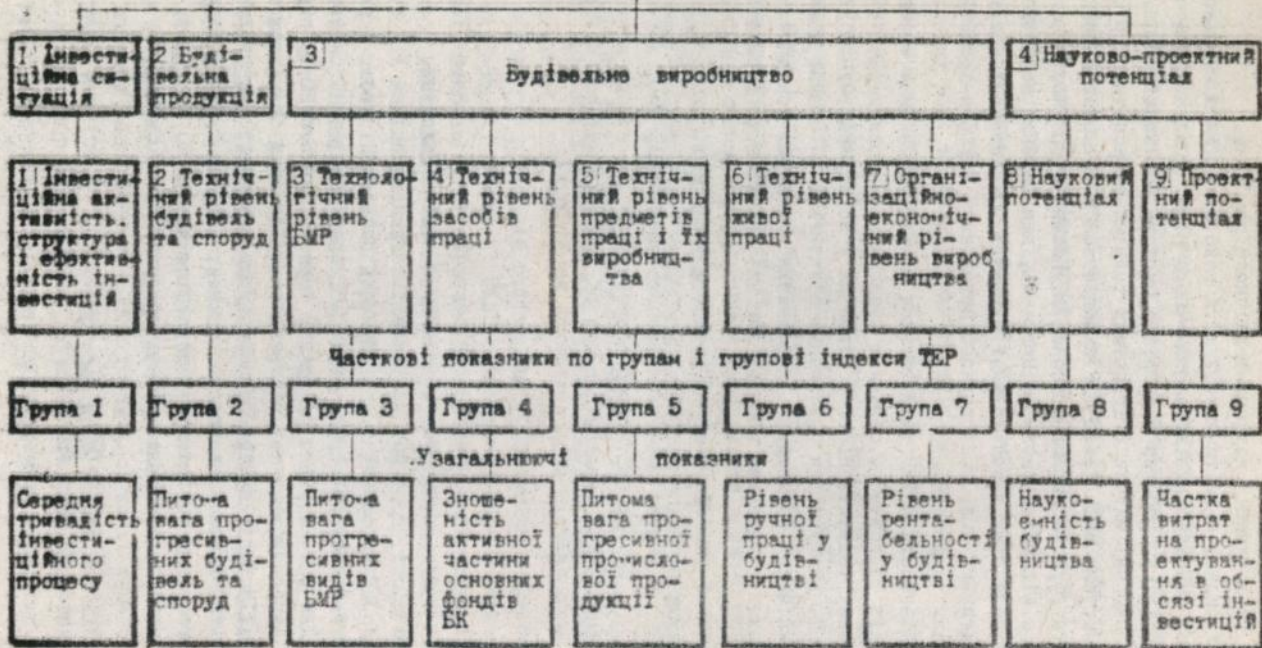 1 Інвести-
ційна си-
туація
2 Буді-
вельна
продукція
3
Будівельне виробництво
4 Науково-проектний
потенціал
1 Інвести-
ційна ак-
тивність.
структура
і ефектив-
ність ін-
вестицій
2 Техніч-
ний рівень
будівель
та споруд
3 Техноло-
гічний
рівень
БМР
4 Техніч-
ний рівень
засобів
праці
5 Техніч-
ний рівень
предметів
праці і їх
виробниц-
тва
6 Техніч-
ний рівень
живої
праці
7 Органі-
заційно-
економіч-
ний рі-
вень вироб
ництва
8 Науковий
потенціал
9 Проект-
ний по-
тенціал
Часткові показники по групам і групові індекси ТЕР
Група 1
Група 2
Група 3
Група 4
Група 5
Група 6
Група 7
Група 8
Група 9
Узагальнюючі показники
Середня
тривалість
інвести-
ційного
процесу
Питома
вага про-
гресив-
них буді-
вель та
споруд
Питома
вага
прогре-
сивних
видів
БМР
Зноше-
ність
активної
частини
основних
фондів
БК
Питома
вага про-
гресивної
промисло-
вої про-
дукції
Рівень
ручної
праці у
будів-
ництві
Рівень
рента-
бельності
у будів-
ництві
Науко-
ємність
будів-
ництва
Частка
витрат
на про-
ектуван-
ня в об-
сязі ін-
вестицій